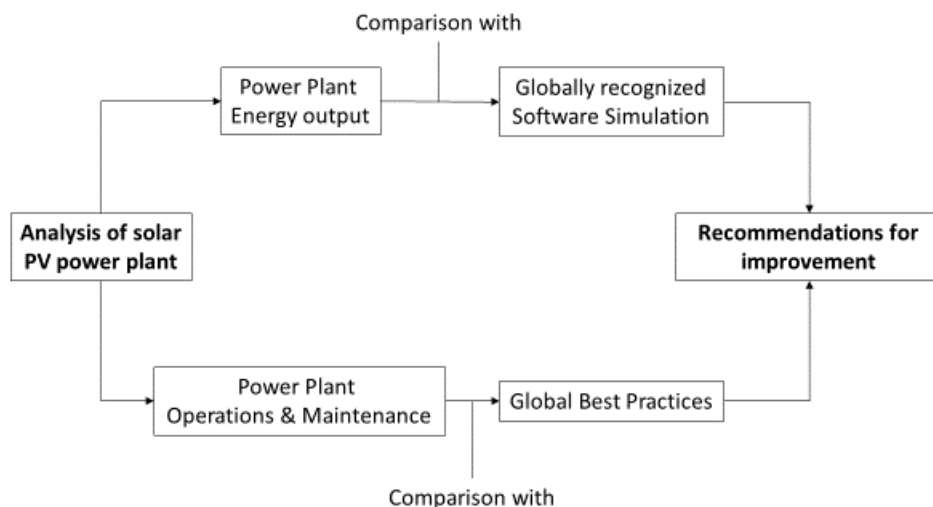 Comparison with
Power Plant
Energy output
Globally recognized
Software Simulation
Analysis of solar
PV power plant
Recommendations for
improvement
Power Plant
Operations & Maintenance
Global Best Practices
Comparison with